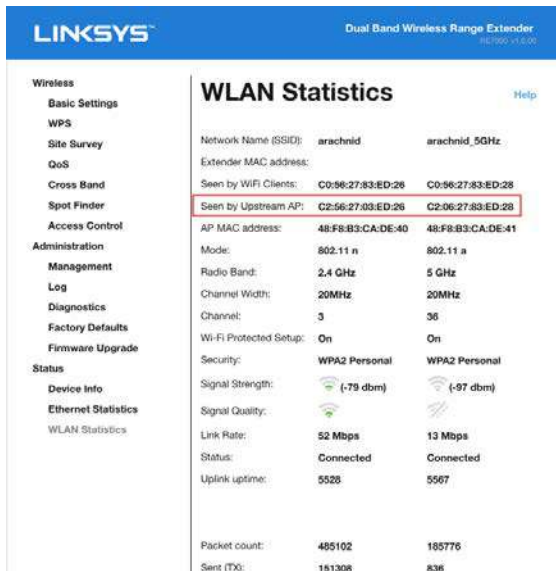 LINKSYS
Dual Band Wireless Range Extender
RE7000 v1.0.00
Wireless
Basic Settings
WPS
Site Survey
QoS
Cross Band
Spot Finder
Access Control
Administration
Management
Log
Diagnostics
Factory Defaults
Firmware Upgrade
Status
Device Info
Ethernet Statistics
WLAN Statistics
WLAN Statistics
Help
Network Name (SSID): arachnid arachnid_5GHz
Extender MAC address:
Seen by WiFi Clients: C0:56:27:83:ED:26 C0:56:27:83:ED:28
Seen by Upstream AP: C2:56:27:03:ED:26 C2:06:27:83:ED:28
AP MAC address: 48:F8:B3:CA:DE:40 48:F8:B3:CA:DE:41
Mode: 802.11 n 802.11 a
Radio Band: 2.4 GHz 5 GHz
Channel Width: 20MHz 20MHz
Channel: 3 36
Wi-Fi Protected Setup: On On
Security: WPA2 Personal WPA2 Personal
Signal Strength: (-79 dbm) (-97 dbm)
Signal Quality:
Link Rate: 52 Mbps 13 Mbps
Status: Connected Connected
Uplink uptime: 5528 5567
Packet count: 485102 185776
Sent (TX): 151308 836